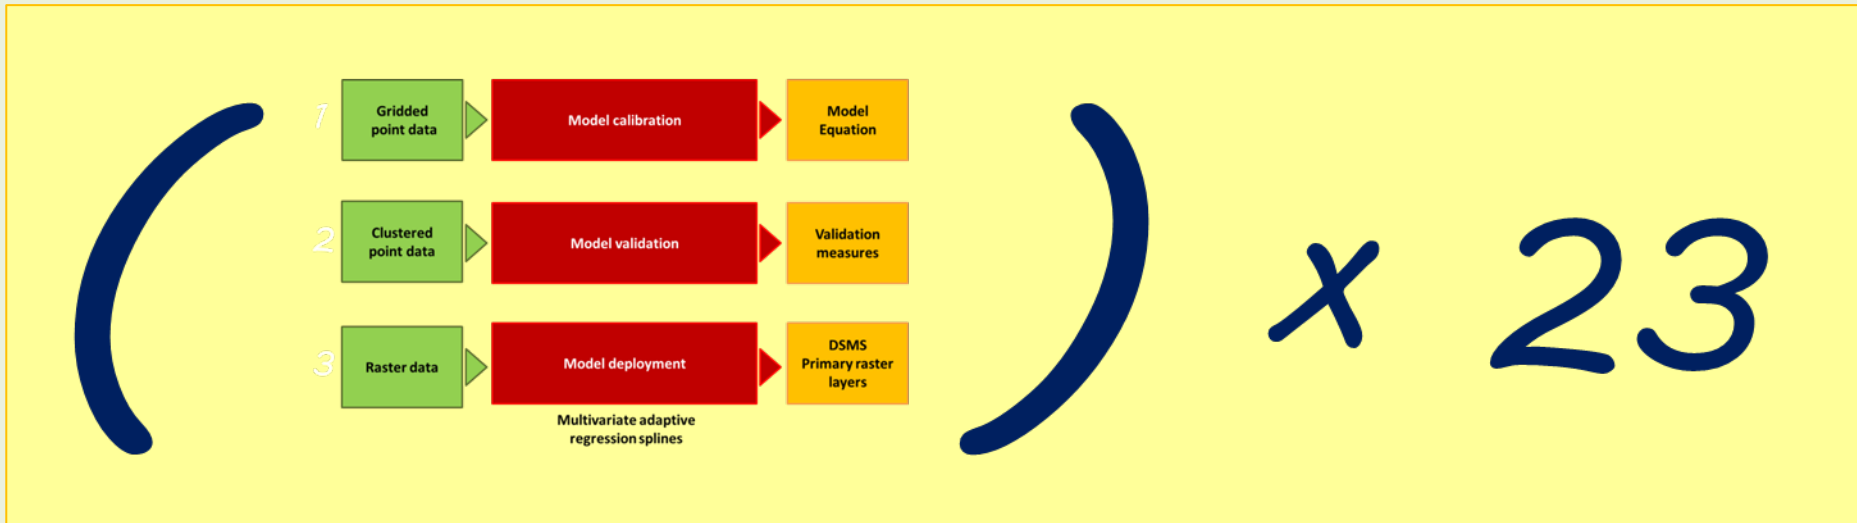 (
1
Gridded
point data
Model calibration
Model
Equation
2
Clustered
point data
Model validation
Validation
measures
3
Raster data
Model deployment
DSMS
Primary raster
layers
Multivariate adaptive
regression splines
) x 23